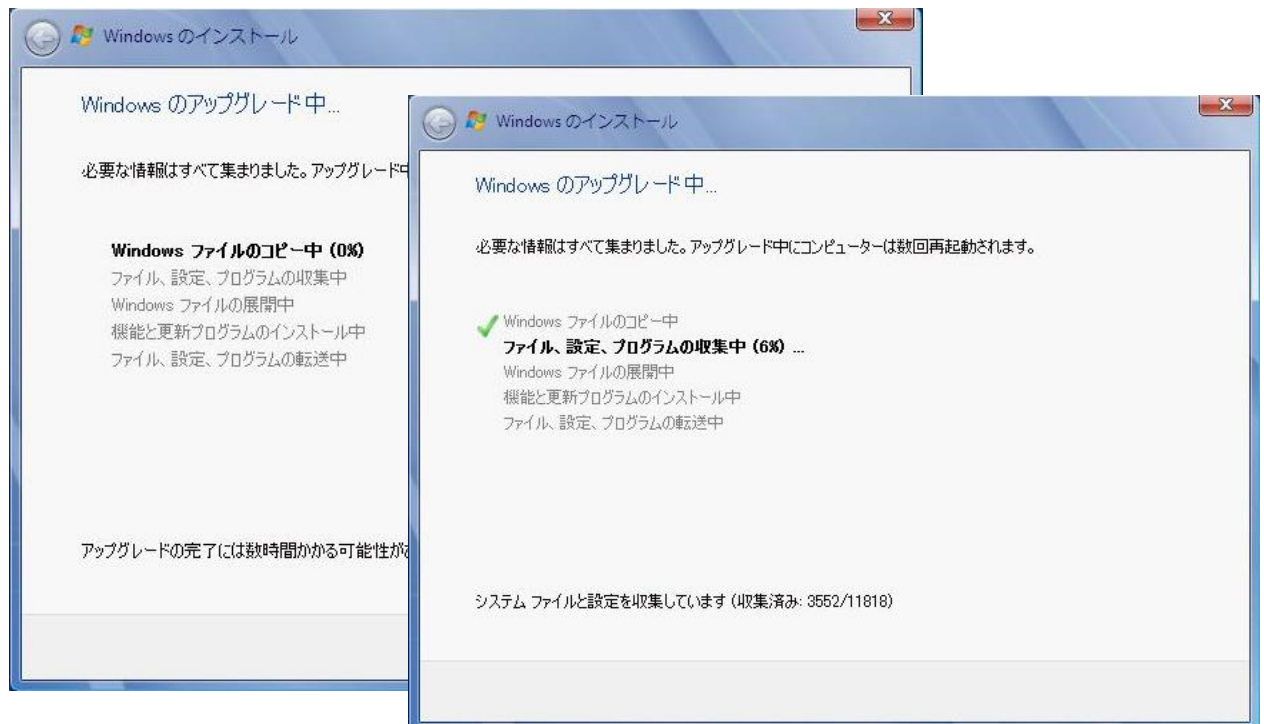 Windows のインストール
Windows のアップグレード中...
必要な情報はすべて集まりました。アップグレード中
Windows ファイルのコピー中 (0%)
ファイル、設定、プログラムの収集中
Windows ファイルの展開中
機能と更新プログラムのインストール中
ファイル、設定、プログラムの転送中
アップグレードの完了には数時間かかる可能性が
Windows のインストール
Windows のアップグレード中...
必要な情報はすべて集まりました。アップグレード中にコンピューターは数回再起動されます。
Windows ファイルのコピー中
ファイル、設定、プログラムの収集中 (6%) ...
Windows ファイルの展開中
機能と更新プログラムのインストール中
ファイル、設定、プログラムの転送中
システム ファイルと設定を収集しています (収集済み: 3552/11818)